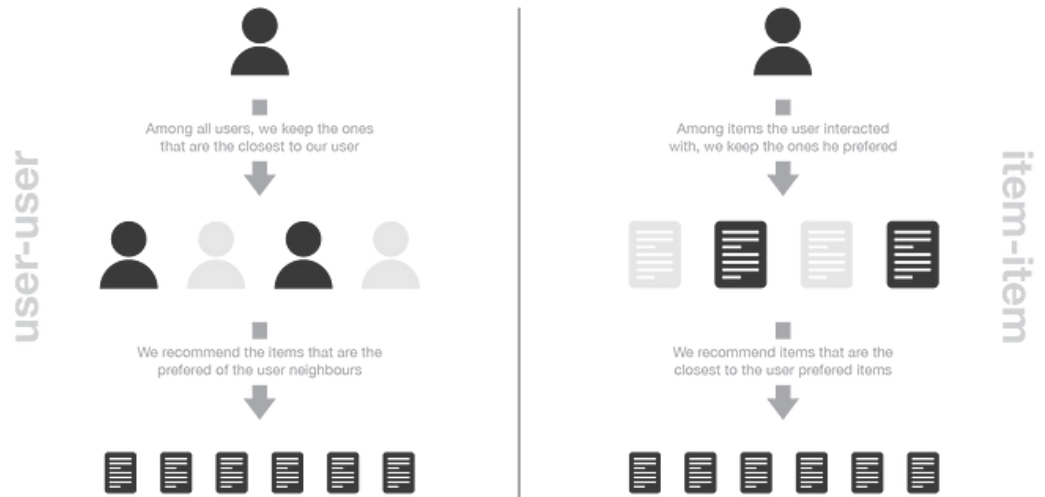 user-user
Among all users, we keep the ones
that are the closest to our user
We recommend the items that are the
prefered of the user neighbours
Among items the user interacted
with, we keep the ones he prefered
We recommend items that are the
closest to the user prefered items
item-item